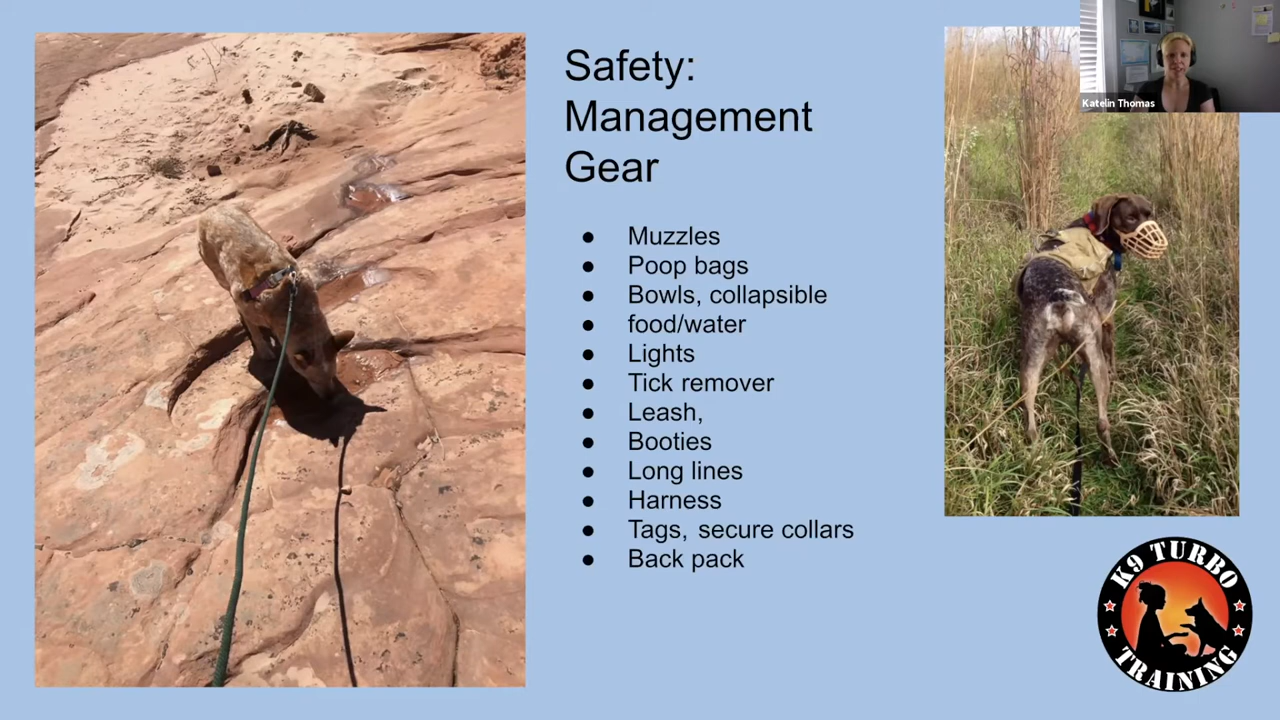 Safety:
Management
Gear
● Muzzles
● Poop bags
● Bowls, collapsible
● food/water
● Lights
● Tick remover
● Leash,
● Booties
● Long lines
● Harness
● Tags, secure collars
● Back pack
Katelin Thomas
K9 TURBO
TRAINING